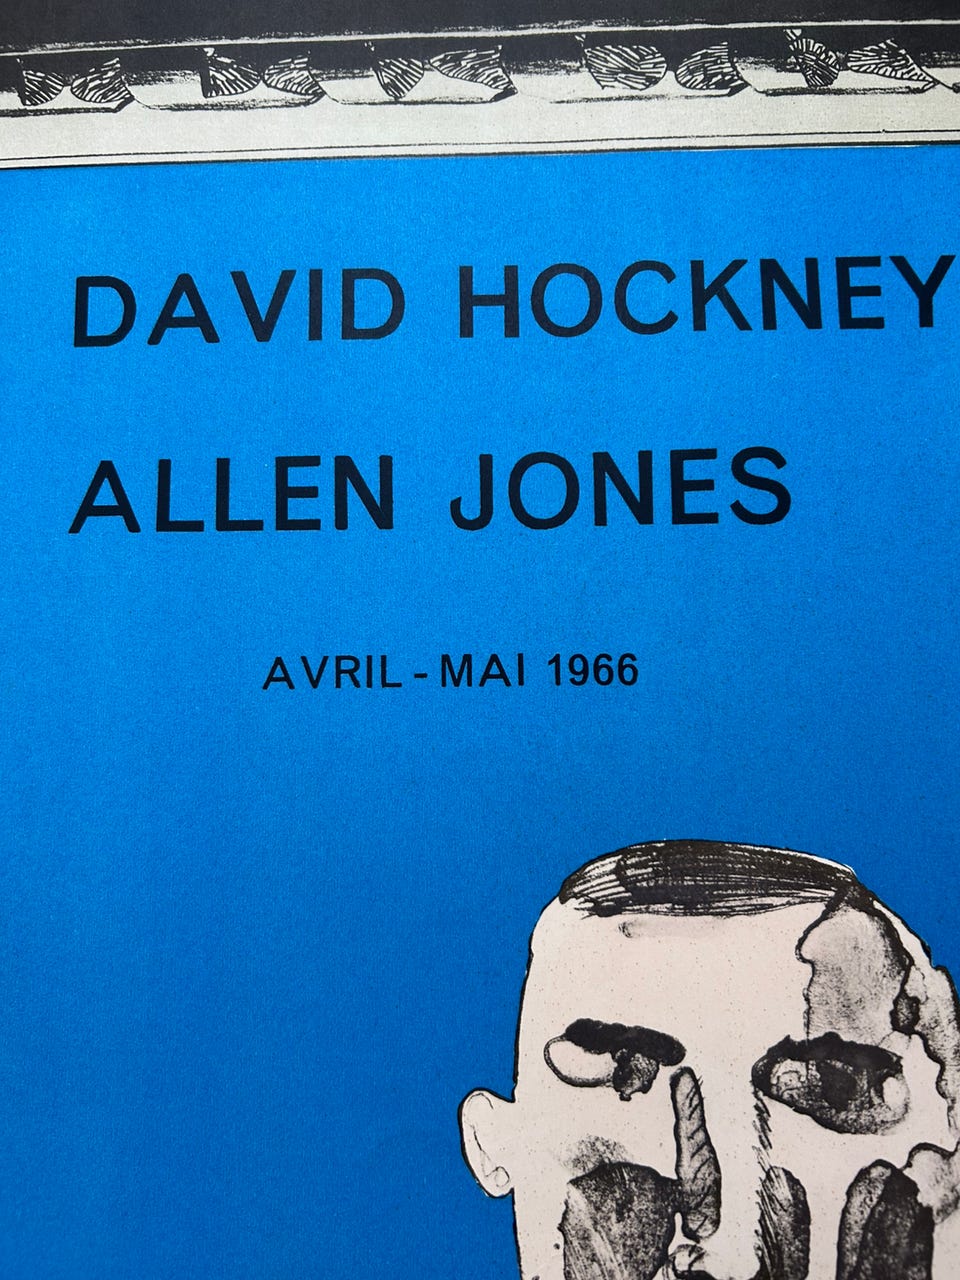 DAVID HOCKNEY
ALLEN JONES
AVRIL - MAI 1966